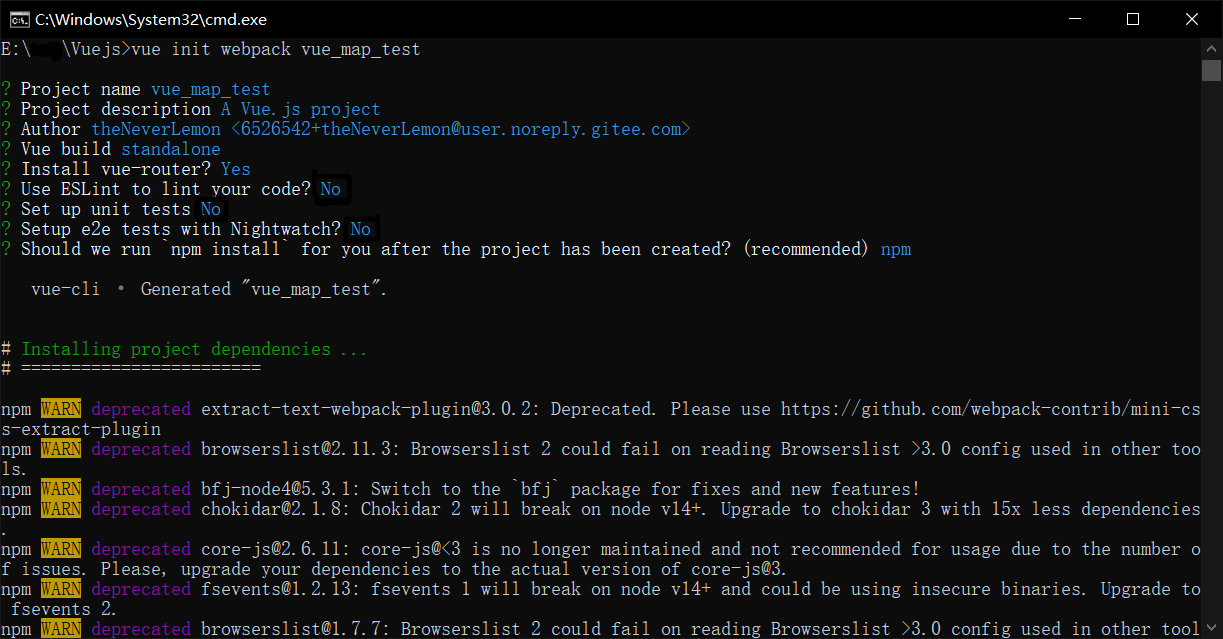 C:\Windows\System32\cmd.exe
E:\ \Vuejs>vue init webpack vue_map_test
? Project name vue_map_test
? Project description A Vue.js project
? Author theNeverLemon <6526542+theNeverLemon@user.noreply.gitee.com>
? Vue build standalone
? Install vue-router? Yes
? Use ESLint to lint your code? No
? Set up unit tests No
? Setup e2e tests with Nightwatch? No
? Should we run `npm install` for you after the project has been created? (recommended) npm
vue-cli · Generated "vue_map_test".
# Installing project dependencies ...
# ========================
npm WARN deprecated extract-text-webpack-plugin@3.0.2: Deprecated. Please use https://github.com/webpack-contrib/mini-cs
s-extract-plugin
npm WARN deprecated browserslist@2.11.3: Browserslist 2 could fail on reading Browserslist >3.0 config used in other too
ls.
npm WARN deprecated bfj-node4@5.3.1: Switch to the `bfj` package for fixes and new features!
npm WARN deprecated chokidar@2.1.8: Chokidar 2 will break on node v14+. Upgrade to chokidar 3 with 15x less dependencies
.
npm WARN deprecated core-js@2.6.11: core-js@<3 is no longer maintained and not recommended for usage due to the number o
f issues. Please, upgrade your dependencies to the actual version of core-js@3.
npm WARN deprecated fsevents@1.2.13: fsevents 1 will break on node v14+ and could be using insecure binaries. Upgrade to
fsevents 2.
npm WARN deprecated browserslist@1.7.7: Browserslist 2 could fail on reading Browserslist >3.0 config used in other tool